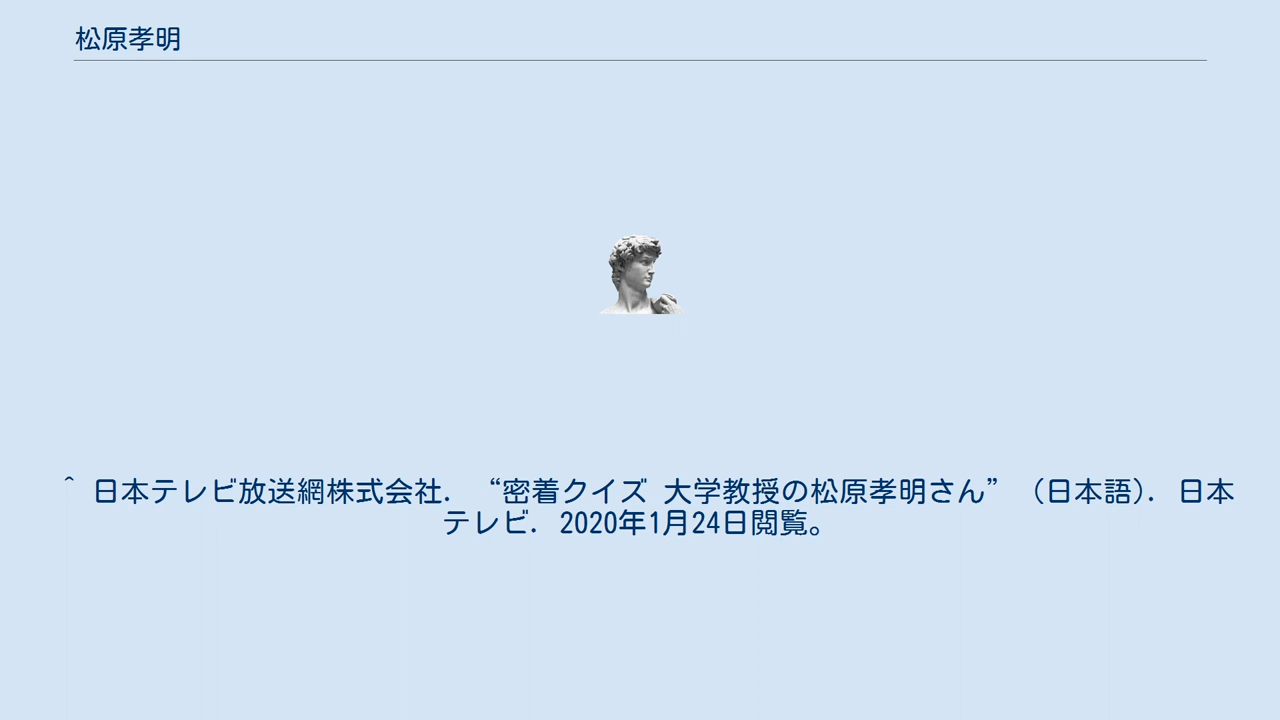 松原孝明
^ 日本テレビ放送網株式会社. “密着クイズ 大学教授の松原孝明さん” (日本語). 日本
テレビ. 2020年1月24日閲覧。